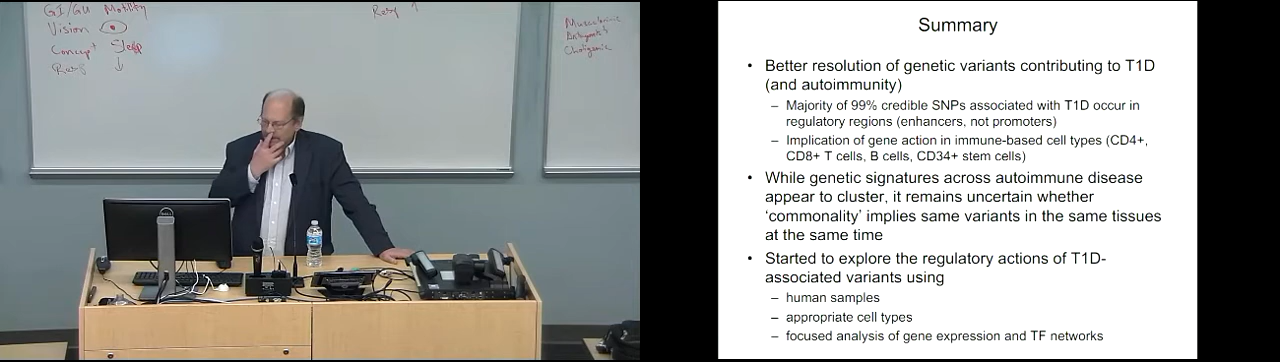 GI/GU Motility
Vision
Sleep
Resp ↓
Resp ↑
Muscarinic
DELL
Summary
• Better resolution of genetic variants contributing to T1D
(and autoimmunity)
– Majority of 99% credible SNPs associated with T1D occur in
regulatory regions (enhancers, not promoters)
– Implication of gene action in immune-based cell types (CD4+,
CD8+ T cells, B cells, CD34+ stem cells)
• While genetic signatures across autoimmune disease
appear to cluster, it remains uncertain whether
‘commonality’ implies same variants in the same tissues
at the same time
• Started to explore the regulatory actions of T1D-
associated variants using
– human samples
– appropriate cell types
– focused analysis of gene expression and TF networks